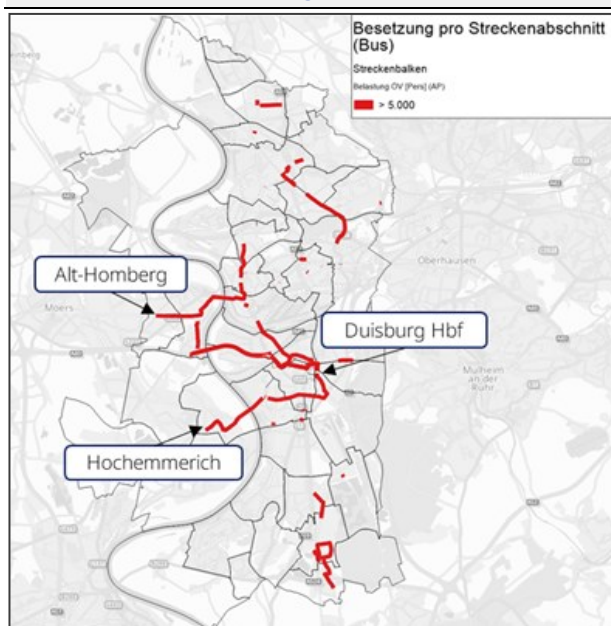 Besetzung pro Streckenabschnitt
(Bus)
Streckenbalken
Belastung ÖV [Pers] (AP)
> 5.000
Alt-Homberg
Moers
Oberhausen
Duisburg Hbf
Mülheim
an der
Ruhr
Hochemmerich